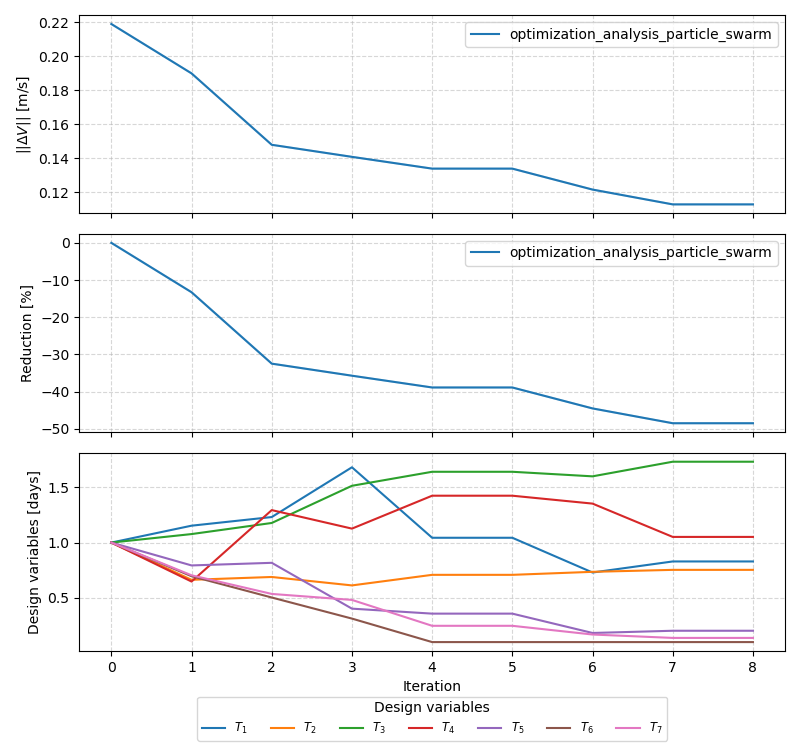 0.22
0.20
0.18
0.16
0.14
0.12
||ΔV|| [m/s]
optimization_analysis_particle_swarm
0
−10
−20
−30
−40
−50
Reduction [%]
optimization_analysis_particle_swarm
1.5
1.0
0.5
Design variables [days]
0 1 2 3 4 5 6 7 8
Iteration
Design variables
T₁ T₂ T₃ T₄ T₅ T₆ T₇